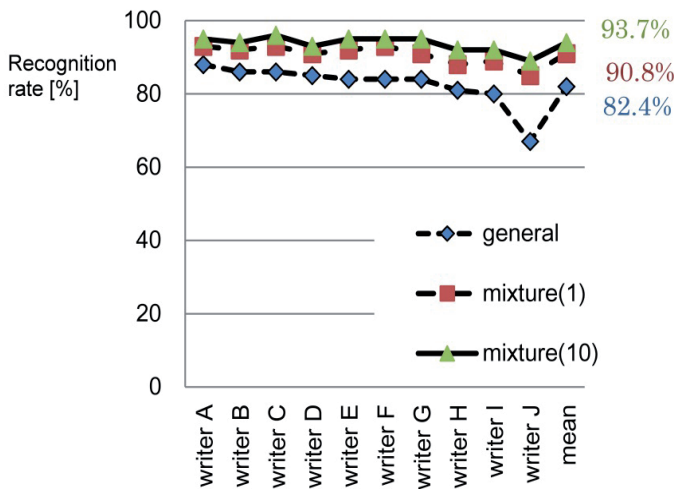 100
93.7%
Recognition
rate [%]
90.8%
80
82.4%
60
40
general
20
mixture(1)
mixture(10)
0
writer A
writer B
writer C
writer D
writer E
writer F
writer G
writer H
writer I
writer J
mean